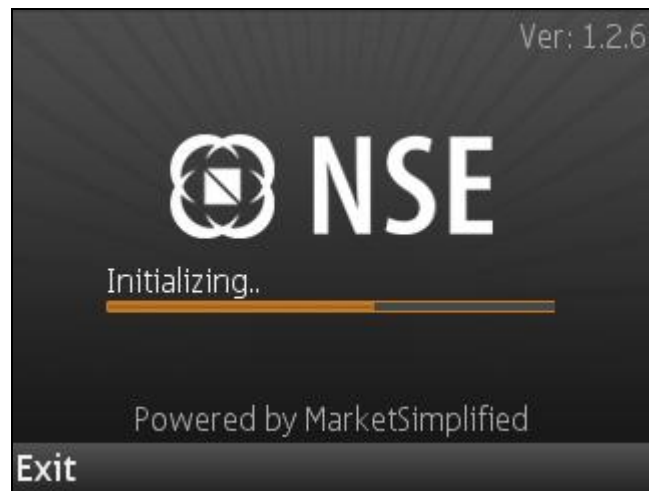 Ver: 1.2.6
NSE
Initializing..
Powered by MarketSimplified
Exit